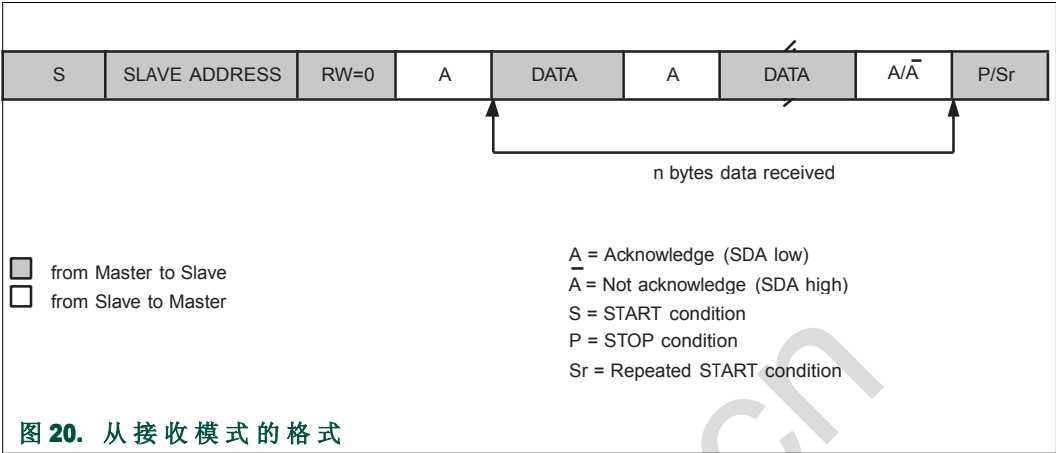 S SLAVE ADDRESS RW=0 A DATA A DATA A/A̅ P/Sr
n bytes data received
from Master to Slave
from Slave to Master
A = Acknowledge (SDA low)
A̅ = Not acknowledge (SDA high)
S = START condition
P = STOP condition
Sr = Repeated START condition
图 20. 从接收模式的格式
cn